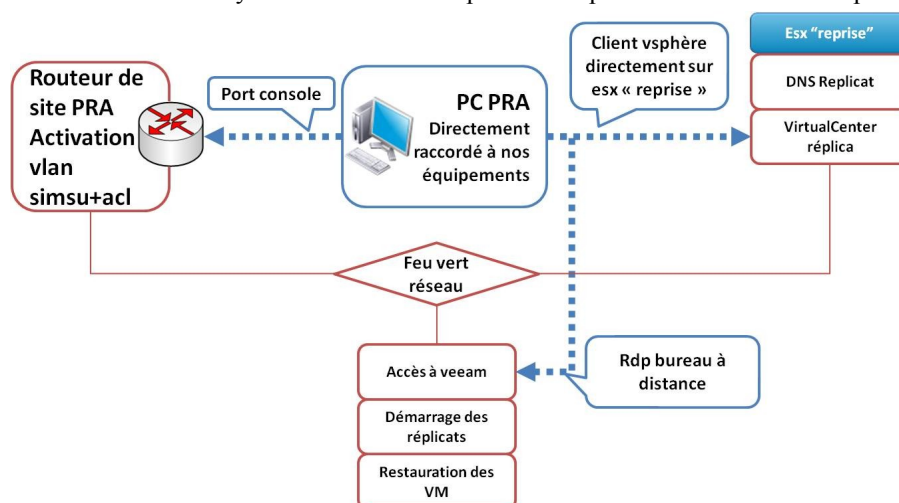 Esx “reprise”
Client vsphère
directement sur
esx « reprise »
DNS Replicat
VirtualCenter
réplica
Routeur de
site PRA
Activation
vlan
simsu+acl
Port console
PC PRA
Directement
raccordé à nos
équipements
Feu vert
réseau
Accès à veeam
Démarrage des
réplicats
Restauration des
VM
Rdp bureau à
distance